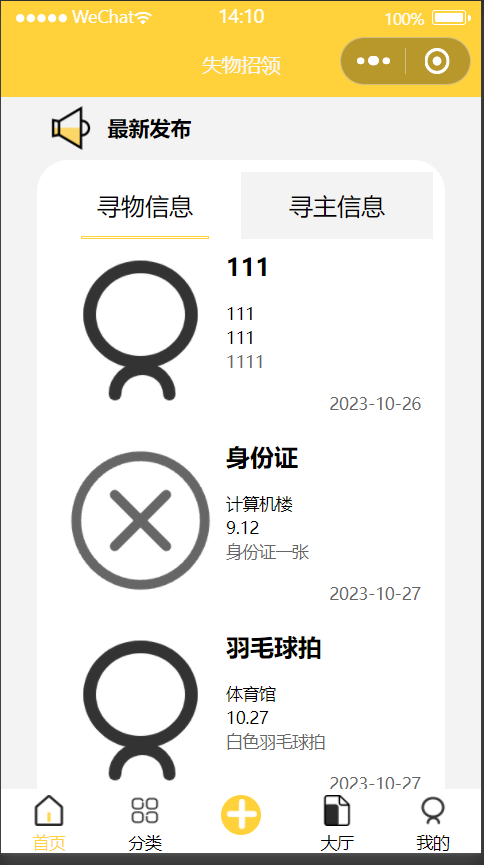 WeChat 14:10 100%
失物招领
最新发布
寻物信息 寻主信息
111
111
111
1111
2023-10-26
身份证
计算机楼
9.12
身份证一张
2023-10-27
羽毛球拍
体育馆
10.27
白色羽毛球拍
2023-10-27
首页 分类 大厅 我的